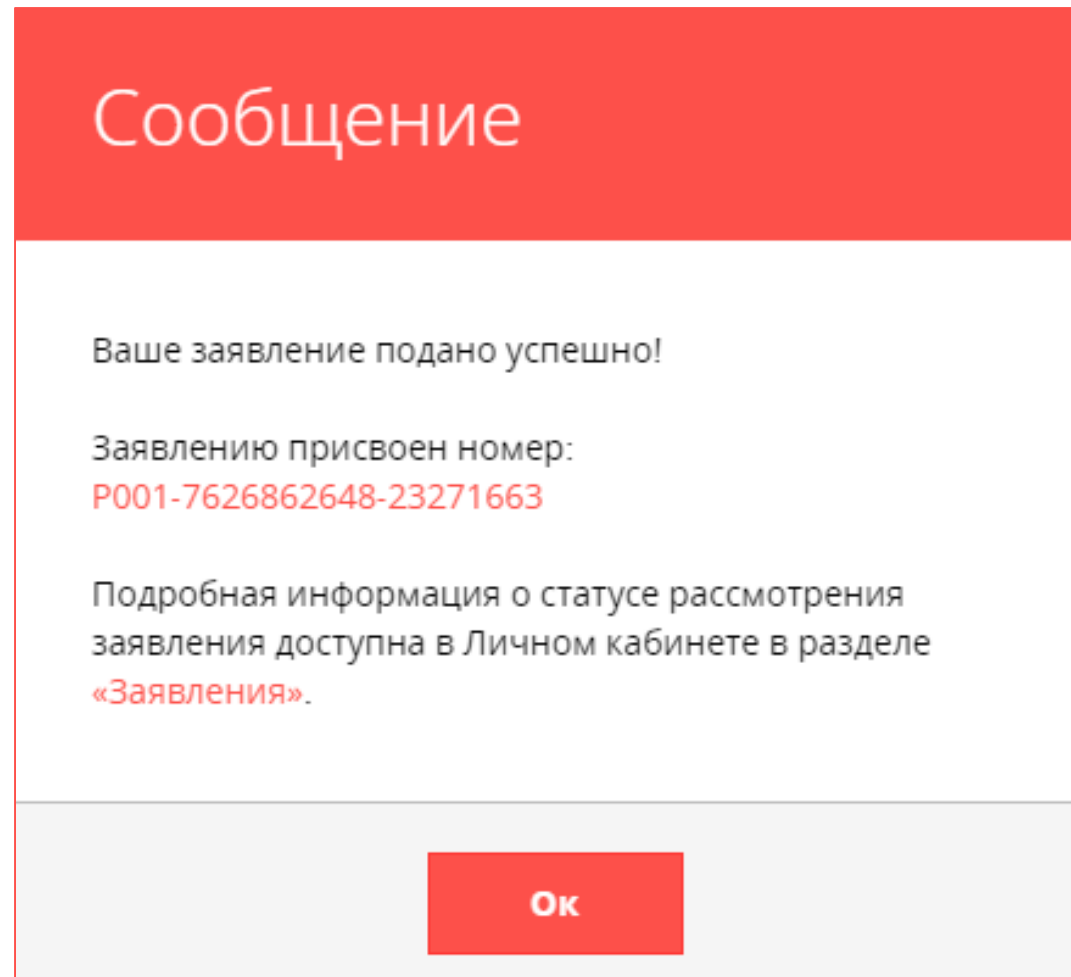 Сообщение
Ваше заявление подано успешно!
Заявлению присвоен номер:
P001-7626862648-23271663
Подробная информация о статусе рассмотрения
заявления доступна в Личном кабинете в разделе
«Заявления».
Ок